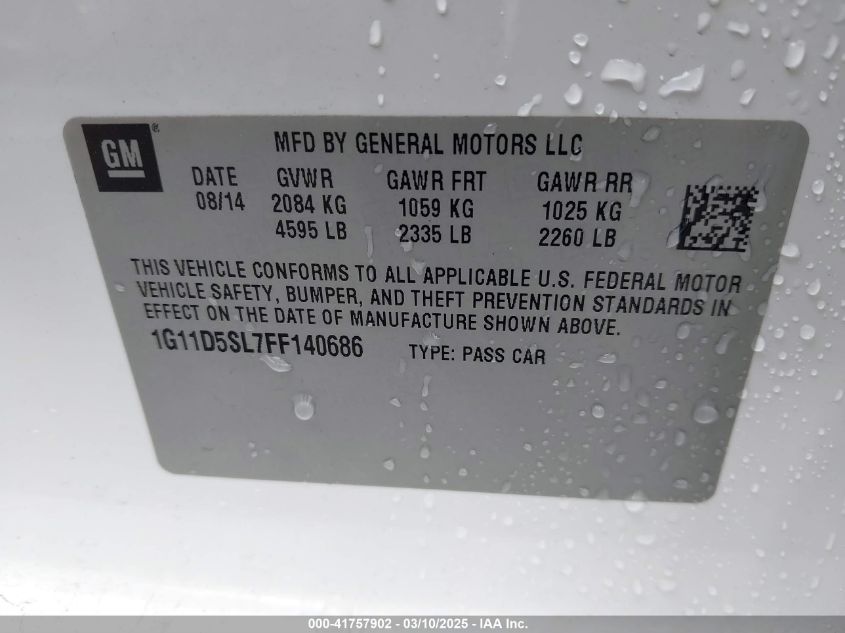 GM®
MFD BY GENERAL MOTORS LLC
DATE GVWR GAWR FRT GAWR RR
08/14 2084 KG 1059 KG 1025 KG
4595 LB 2335 LB 2260 LB
THIS VEHICLE CONFORMS TO ALL APPLICABLE U.S. FEDERAL MOTOR
VEHICLE SAFETY, BUMPER, AND THEFT PREVENTION STANDARDS IN
EFFECT ON THE DATE OF MANUFACTURE SHOWN ABOVE.
1G11D5SL7FF140686 TYPE: PASS CAR
000-41757902 - 03/10/2025 - IAA Inc.